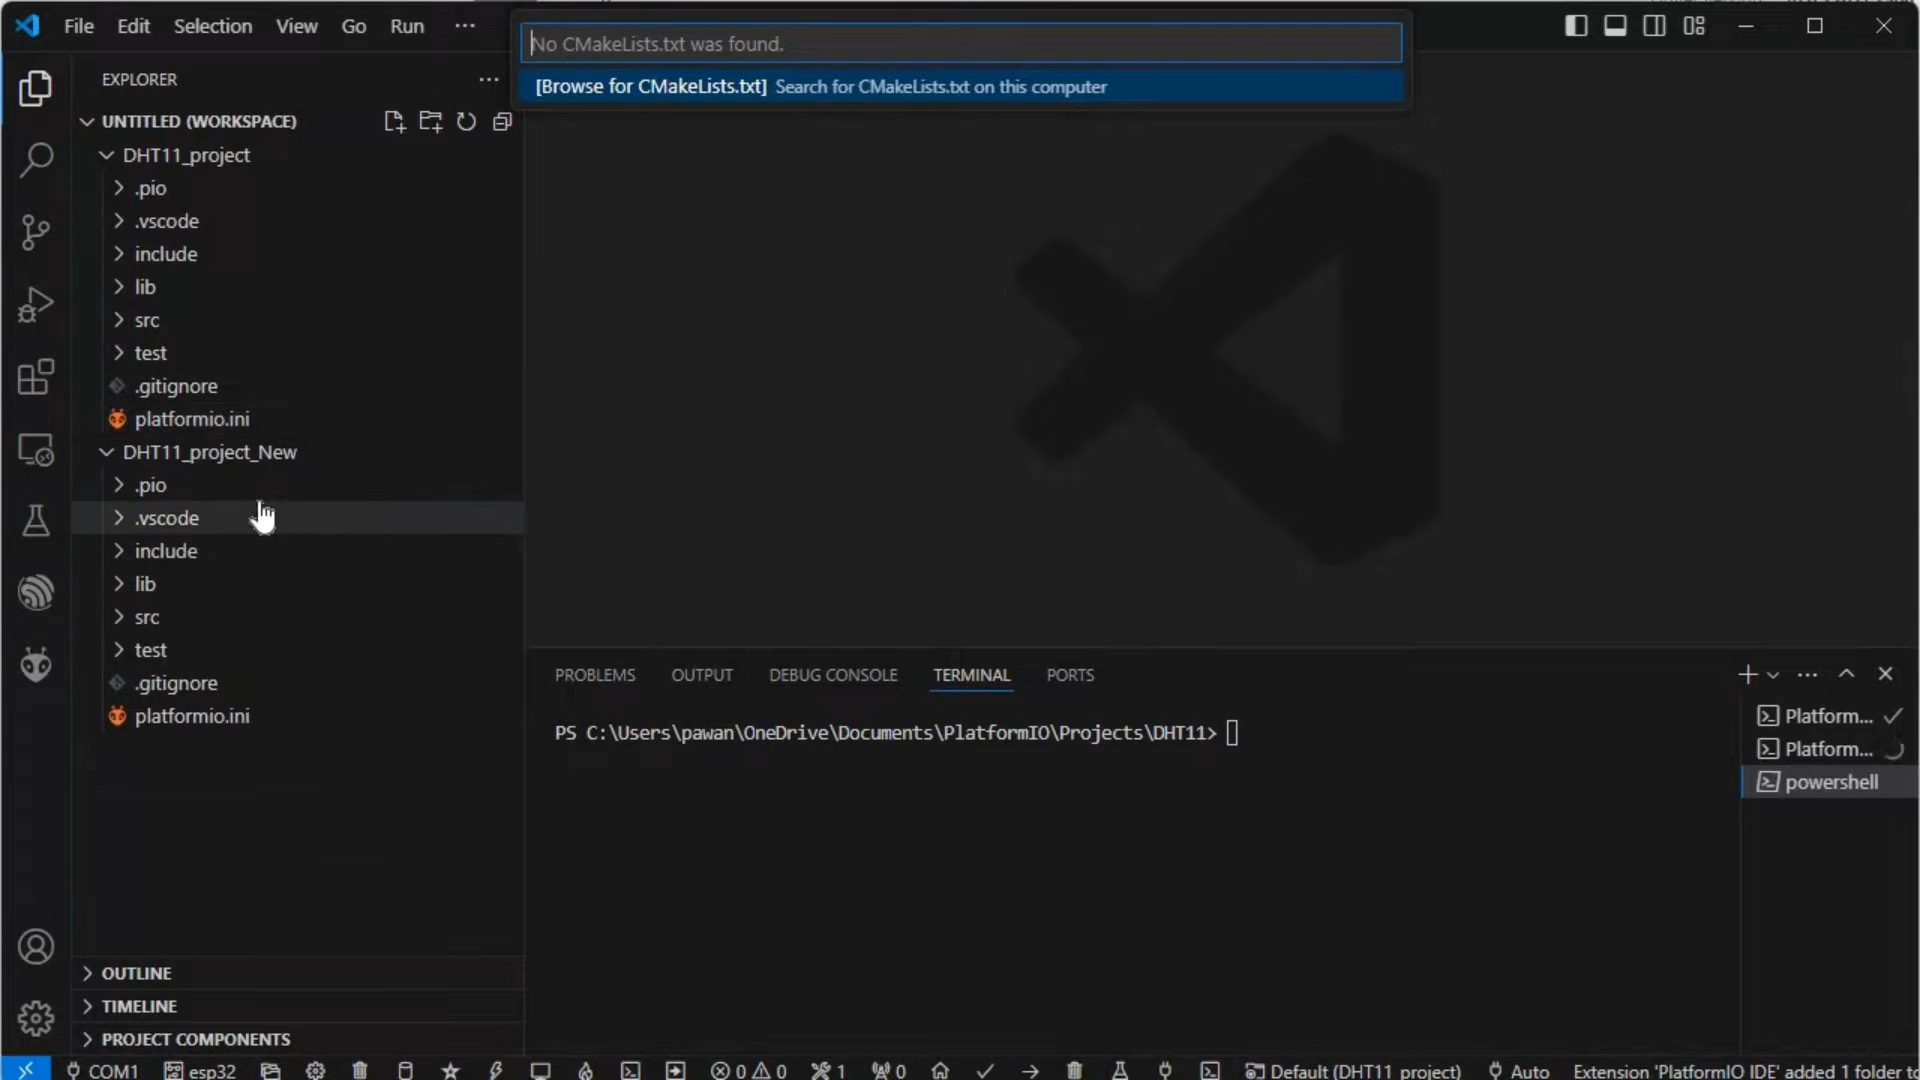 File Edit Selection View Go Run ···
No CMakeLists.txt was found.
[Browse for CMakeLists.txt] Search for CMakeLists.txt on this computer
EXPLORER
UNTITLED (WORKSPACE)
DHT11_project
.pio
.vscode
include
lib
src
test
.gitignore
platformio.ini
DHT11_project_New
.pio
.vscode
include
lib
src
test
.gitignore
platformio.ini
OUTLINE
TIMELINE
PROJECT COMPONENTS
PROBLEMS OUTPUT DEBUG CONSOLE TERMINAL PORTS
PS C:\Users\pawan\OneDrive\Documents\PlatformIO\Projects\DHT11>
Platform...
Platform...
powershell
COM1 esp32 0 0 1 0 Default (DHT11_project) Auto Extension 'PlatformIO IDE' added 1 folder to